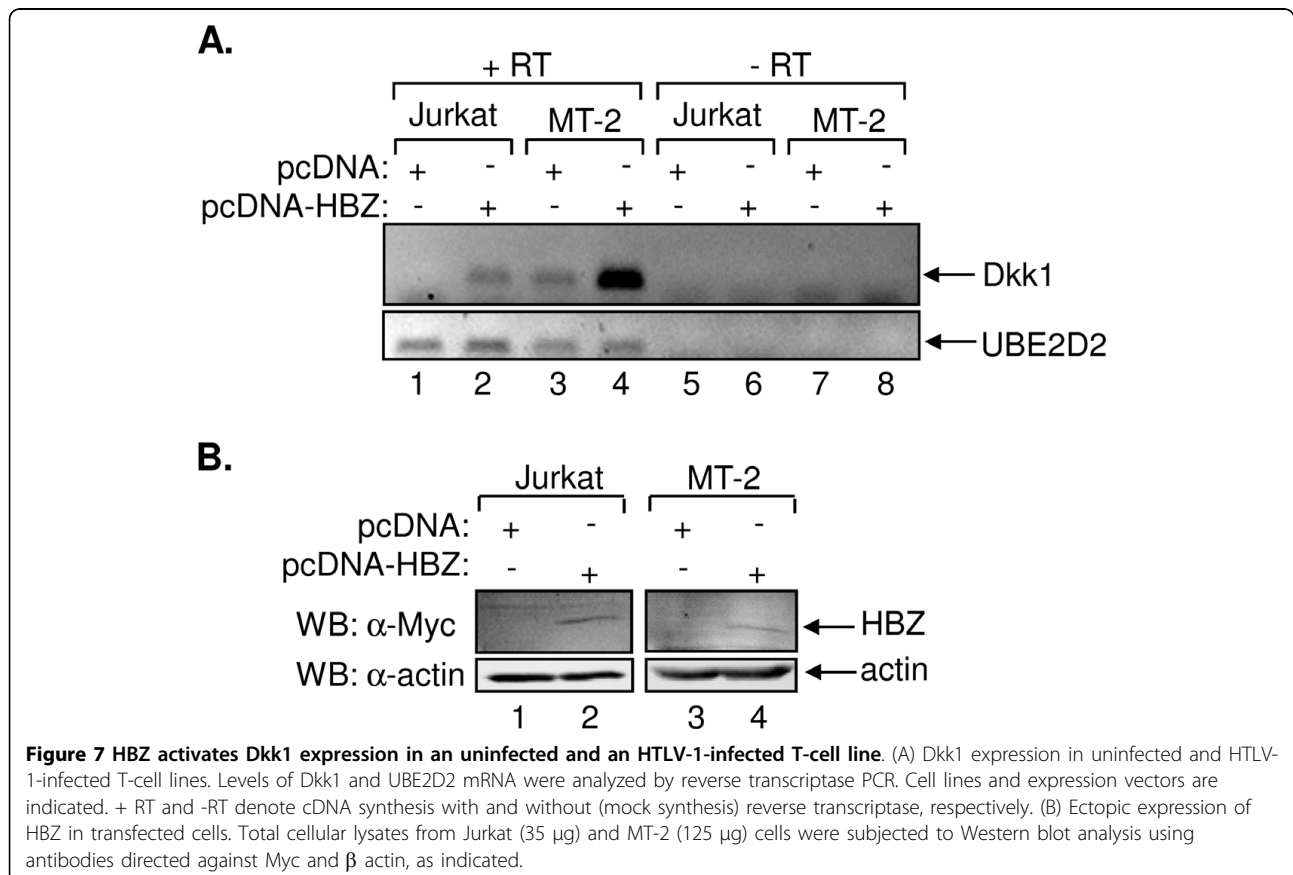 A.
+ RT - RT
Jurkat MT-2 Jurkat MT-2
pcDNA: + - + - + - + -
pcDNA-HBZ: - + - + - + - +
Dkk1
UBE2D2
1 2 3 4 5 6 7 8
B.
Jurkat MT-2
pcDNA: + - + -
pcDNA-HBZ: - + - +
WB: α-Myc HBZ
WB: α-actin actin
1 2 3 4
Figure 7 HBZ activates Dkk1 expression in an uninfected and an HTLV-1-infected T-cell line. (A) Dkk1 expression in uninfected and HTLV-
1-infected T-cell lines. Levels of Dkk1 and UBE2D2 mRNA were analyzed by reverse transcriptase PCR. Cell lines and expression vectors are
indicated. + RT and -RT denote cDNA synthesis with and without (mock synthesis) reverse transcriptase, respectively. (B) Ectopic expression of
HBZ in transfected cells. Total cellular lysates from Jurkat (35 μg) and MT-2 (125 μg) cells were subjected to Western blot analysis using
antibodies directed against Myc and β actin, as indicated.